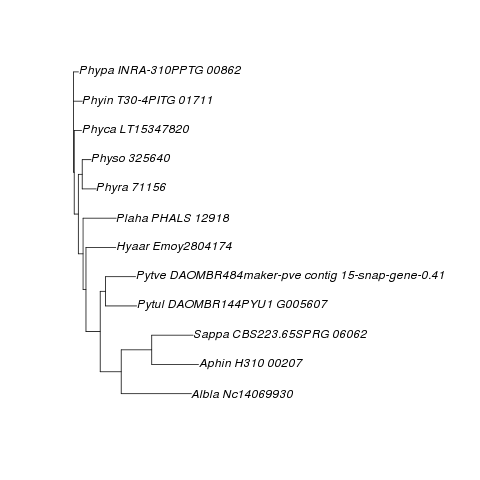 Phypa INRA-310PPTG 00862
Phyin T30-4PITG 01711
Phyca LT15347820
Physo 325640
Phyra 71156
Plaha PHALS 12918
Hyaar Emoy2804174
Pytve DAOMBR484maker-pve contig 15-snap-gene-0.41
Pytul DAOMBR144PYU1 G005607
Sappa CBS223.65SPRG 06062
Aphin H310 00207
Albla Nc14069930